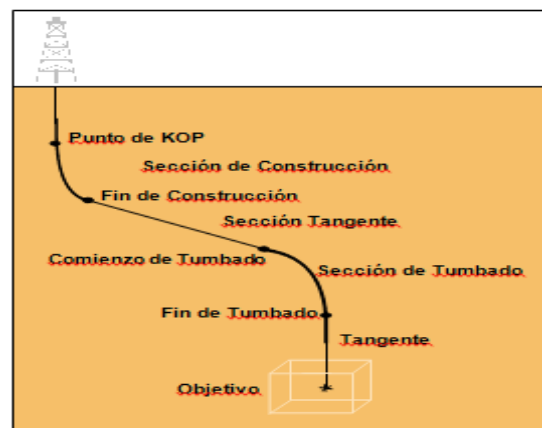 Punto de KOP
Sección de Construcción
Fin de Construcción
Sección Tangente
Comienzo de Tumbado
Sección de Tumbado
Fin de Tumbado
Tangente
Objetivo